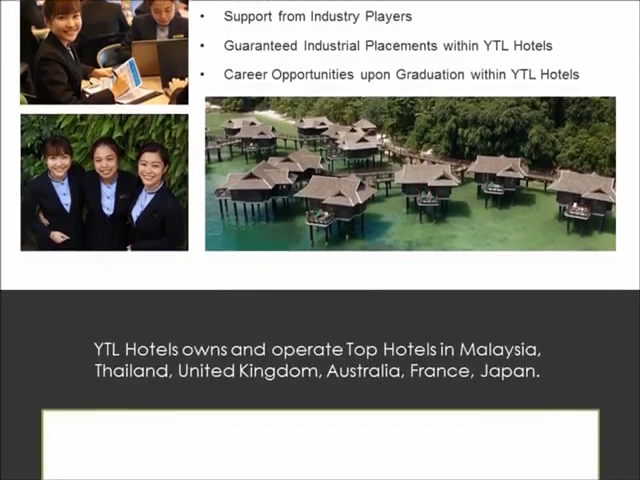 • Support from Industry Players
• Guaranteed Industrial Placements within YTL Hotels
• Career Opportunities upon Graduation within YTL Hotels
YTL Hotels owns and operate Top Hotels in Malaysia,
Thailand, United Kingdom, Australia, France, Japan.